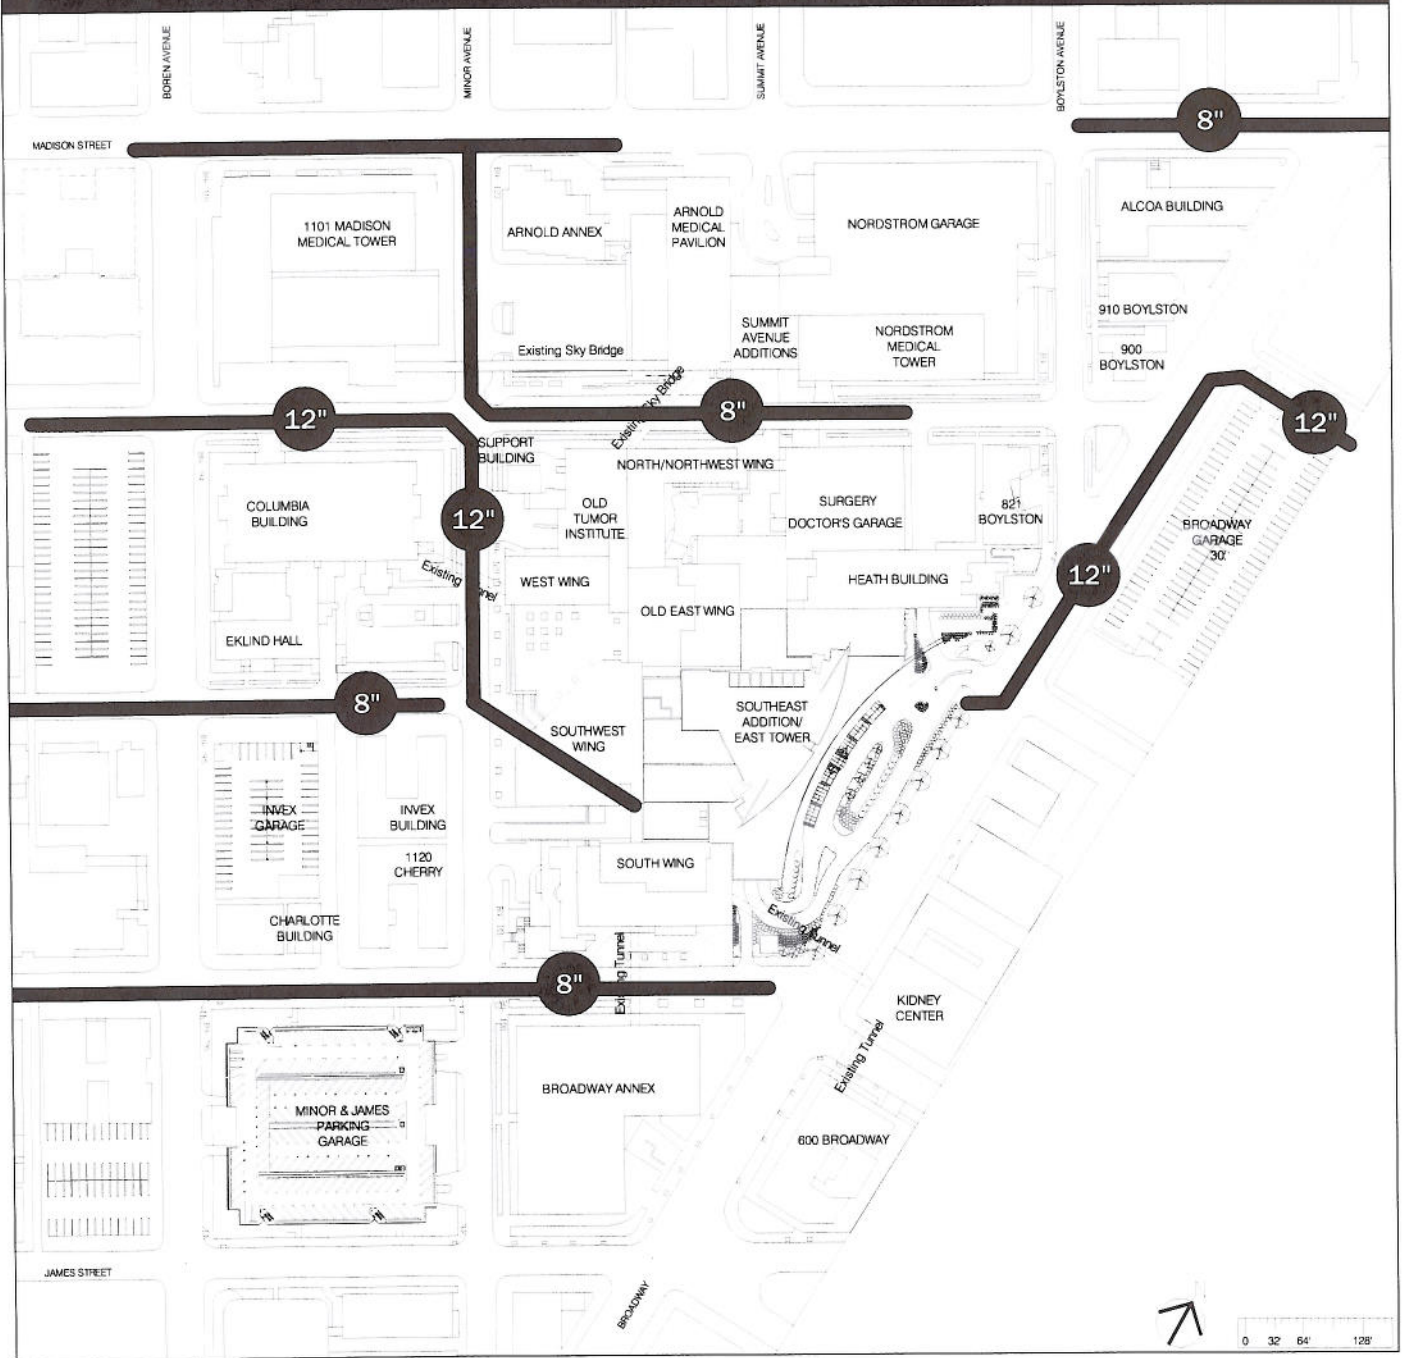 BOREN AVENUE
MINOR AVENUE
SUMMIT AVENUE
BOYLSTON AVENUE
8"
MADISON STREET
1101 MADISON
MEDICAL TOWER
ARNOLD ANNEX
ARNOLD
MEDICAL
PAVILION
NORDSTROM GARAGE
ALCOA BUILDING
SUMMIT
AVENUE
ADDITIONS
NORDSTROM
MEDICAL
TOWER
910 BOYLSTON
900
BOYLSTON
Existing Sky Bridge
Existing Sky Bridge
12"
8"
12"
SUPPORT
BUILDING
NORTH/NORTHWEST WING
COLUMBIA
BUILDING
12"
OLD
TUMOR
INSTITUTE
SURGERY
DOCTOR'S GARAGE
821
BOYLSTON
BROADWAY
GARAGE
30'
Existing Tunnel
WEST WING
HEATH BUILDING
12"
OLD EAST WING
EKLIND HALL
8"
SOUTHWEST
WING
SOUTHEAST
ADDITION/
EAST TOWER
INVEX
GARAGE
INVEX
BUILDING
1120
CHERRY
SOUTH WING
CHARLOTTE
BUILDING
Existing Tunnel
Existing Tunnel
8"
KIDNEY
CENTER
Existing Tunnel
BROADWAY ANNEX
MINOR & JAMES
PARKING
GARAGE
600 BROADWAY
JAMES STREET
BROADWAY
0 32' 64' 128'